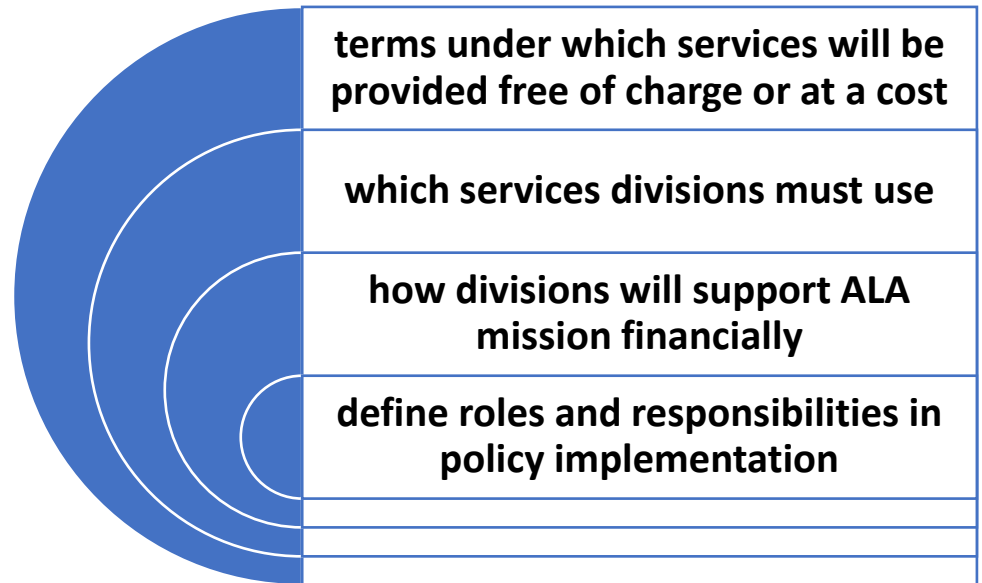 terms under which services will be
provided free of charge or at a cost
which services divisions must use
how divisions will support ALA
mission financially
define roles and responsibilities in
policy implementation